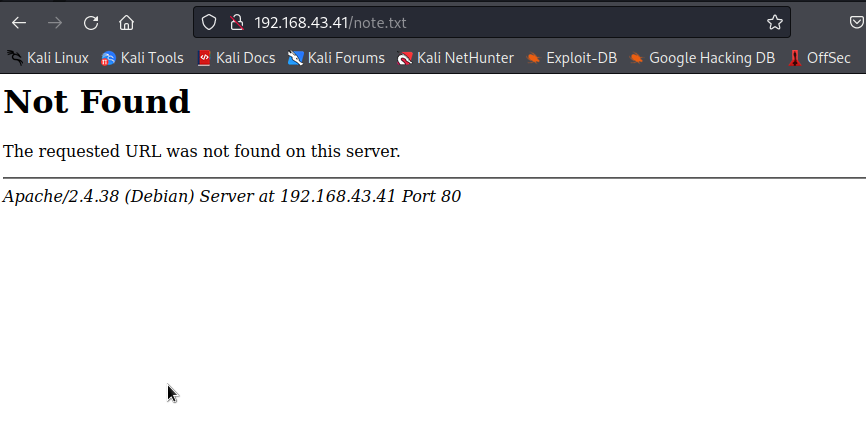 192.168.43.41/note.txt
Kali Linux Kali Tools Kali Docs Kali Forums Kali NetHunter Exploit-DB Google Hacking DB OffSec
Not Found
The requested URL was not found on this server.
Apache/2.4.38 (Debian) Server at 192.168.43.41 Port 80